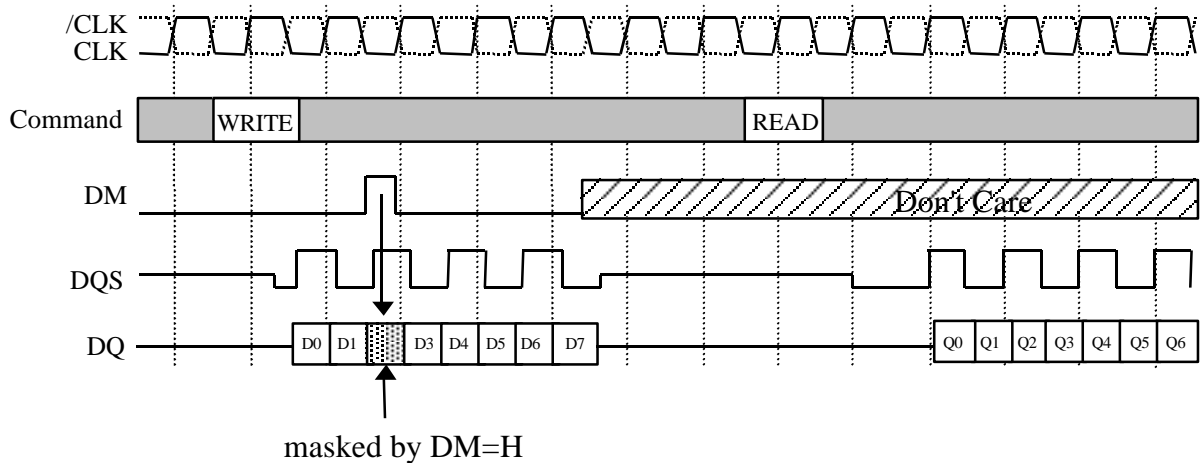 /CLK
CLK
Command WRITE READ
DM Don't Care
DQS
DQ D0 D1 D3 D4 D5 D6 D7 Q0 Q1 Q2 Q3 Q4 Q5 Q6
masked by DM=H